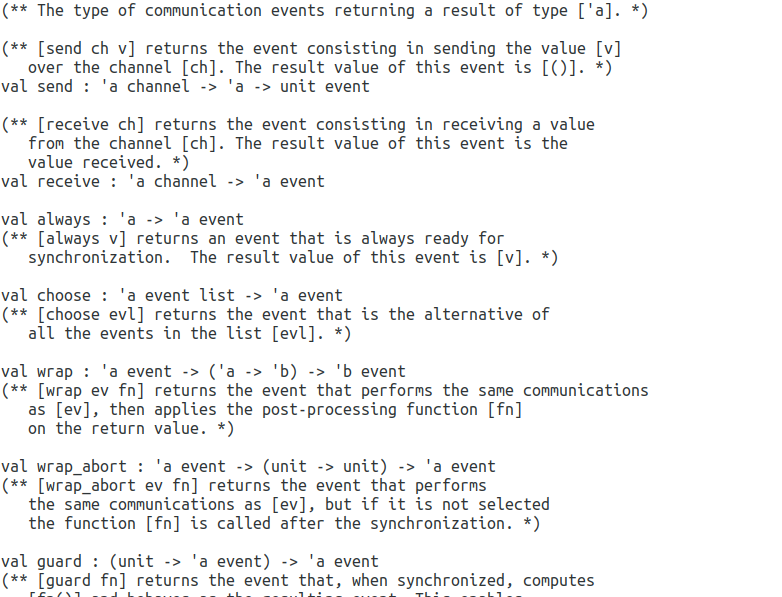 (** The type of communication events returning a result of type ['a]. *)
(** [send ch v] returns the event consisting in sending the value [v]
over the channel [ch]. The result value of this event is [()]. *)
val send : 'a channel -> 'a -> unit event
(** [receive ch] returns the event consisting in receiving a value
from the channel [ch]. The result value of this event is the
value received. *)
val receive : 'a channel -> 'a event
val always : 'a -> 'a event
(** [always v] returns an event that is always ready for
synchronization.  The result value of this event is [v]. *)
val choose : 'a event list -> 'a event
(** [choose evl] returns the event that is the alternative of
all the events in the list [evl]. *)
val wrap : 'a event -> ('a -> 'b) -> 'b event
(** [wrap ev fn] returns the event that performs the same communications
as [ev], then applies the post-processing function [fn]
on the return value. *)
val wrap_abort : 'a event -> (unit -> unit) -> 'a event
(** [wrap_abort ev fn] returns the event that performs
the same communications as [ev], but if it is not selected
the function [fn] is called after the synchronization. *)
val guard : (unit -> 'a event) -> 'a event
(** [guard fn] returns the event that, when synchronized, computes
[fn()] and behaves as the resulting event. This enables